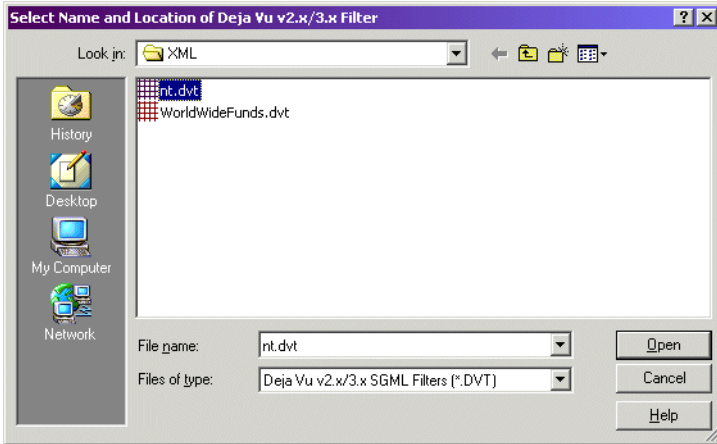 Select Name and Location of Deja Vu v2.x/3.x Filter
Look in: XML
nt.dvt
WorldWideFunds.dvt
History
Desktop
My Computer
Network
File name: nt.dvt Open
Files of type: Deja Vu v2.x/3.x SGML Filters (*.DVT) Cancel
Help